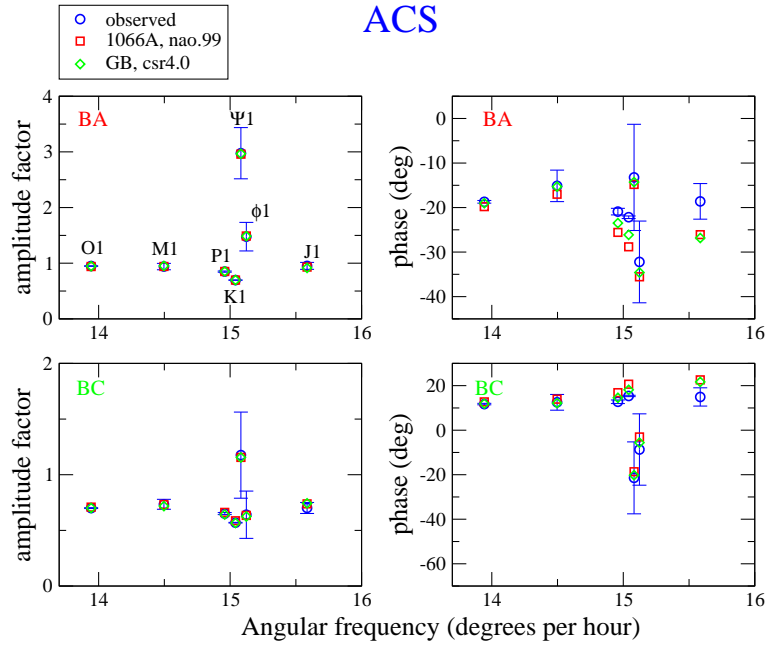 ACS
observed
1066A, nao.99
GB, csr4.0
amplitude factor
4
3
2
1
0
BA
Ψ1
ϕ1
O1
M1
P1
K1
J1
14
15
16
phase (deg)
0
-10
-20
-30
-40
BA
14
15
16
amplitude factor
2
1
0
BC
14
15
16
phase (deg)
20
0
-20
-40
-60
BC
14
15
16
Angular frequency (degrees per hour)